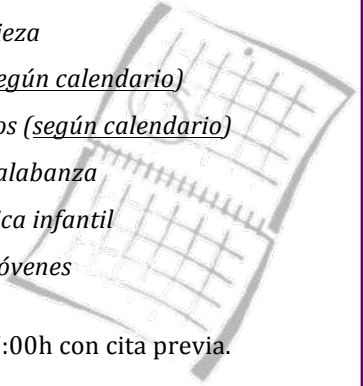 ieza
egún calendario)
os (según calendario)
alabanza
ica infantil
óvenes
:00h con cita previa.